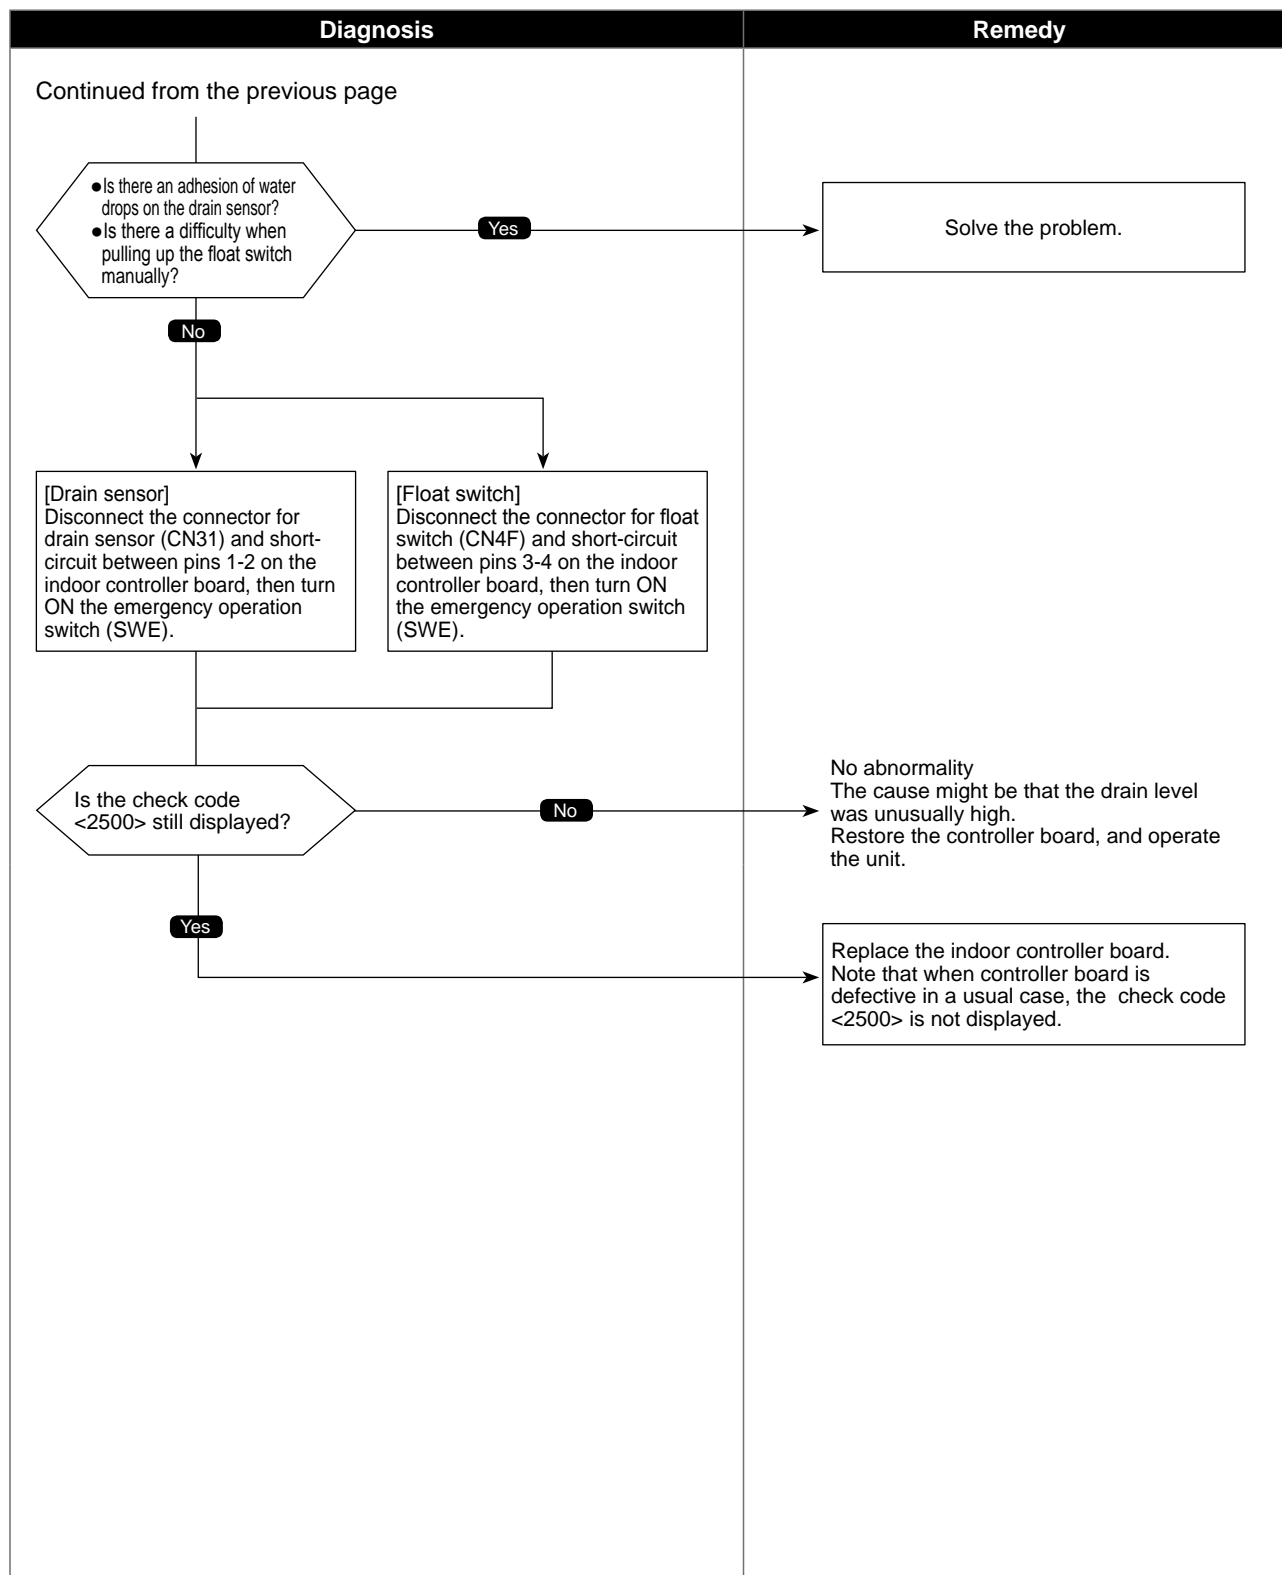 Diagnosis
Remedy
Continued from the previous page
●Is there an adhesion of water
drops on the drain sensor?
●Is there a difficulty when
pulling up the float switch
manually?
Yes
Solve the problem.
No
[Drain sensor]
Disconnect the connector for
drain sensor (CN31) and short-
circuit between pins 1-2 on the
indoor controller board, then turn
ON the emergency operation
switch (SWE).
[Float switch]
Disconnect the connector for float
switch (CN4F) and short-circuit
between pins 3-4 on the indoor
controller board, then turn ON
the emergency operation switch
(SWE).
Is the check code
<2500> still displayed?
No
No abnormality
The cause might be that the drain level
was unusually high.
Restore the controller board, and operate
the unit.
Yes
Replace the indoor controller board.
Note that when controller board is
defective in a usual case, the  check code
<2500> is not displayed.